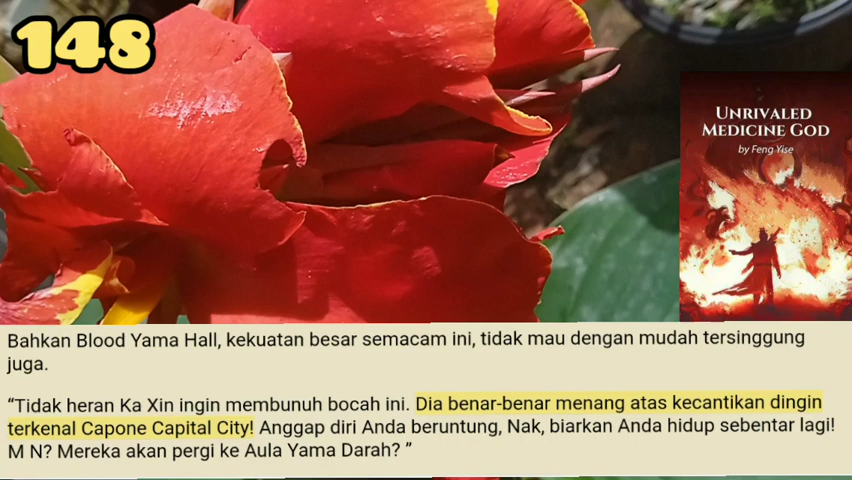 148
UNRIVALED
MEDICINE GOD
by Feng Yise
Bahkan Blood Yama Hall, kekuatan besar semacam ini, tidak mau dengan mudah tersinggung
juga.
“Tidak heran Ka Xin ingin membunuh bocah ini. Dia benar-benar menang atas kecantikan dingin
terkenal Capone Capital City! Anggap diri Anda beruntung, Nak, biarkan Anda hidup sebentar lagi!
M N? Mereka akan pergi ke Aula Yama Darah? ”